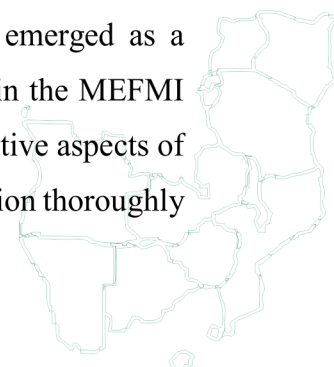 emerged as a
in the MEFMI
tive aspects of
ion thoroughly